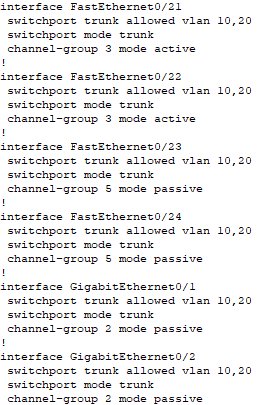 interface FastEthernet0/21
 switchport trunk allowed vlan 10,20
 switchport mode trunk
 channel-group 3 mode active
!
interface FastEthernet0/22
 switchport trunk allowed vlan 10,20
 switchport mode trunk
 channel-group 3 mode active
!
interface FastEthernet0/23
 switchport trunk allowed vlan 10,20
 switchport mode trunk
 channel-group 5 mode passive
!
interface FastEthernet0/24
 switchport trunk allowed vlan 10,20
 switchport mode trunk
 channel-group 5 mode passive
!
interface GigabitEthernet0/1
 switchport trunk allowed vlan 10,20
 switchport mode trunk
 channel-group 2 mode passive
!
interface GigabitEthernet0/2
 switchport trunk allowed vlan 10,20
 switchport mode trunk
 channel-group 2 mode passive